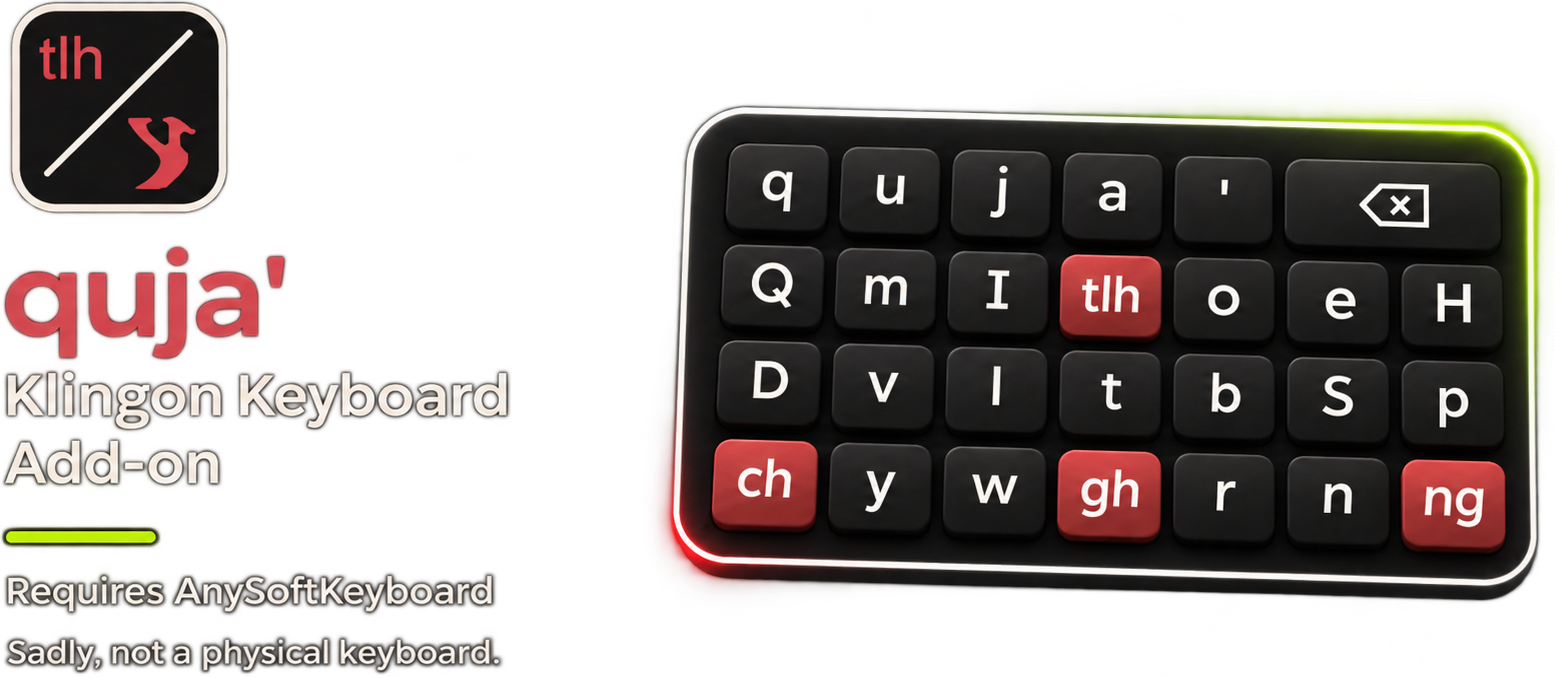 tlh
quja'
Klingon Keyboard
Add-on
Requires AnySoftKeyboard
Sadly, not a physical keyboard.
q u j a '
Q m I tlh o e H
D v l t b S p
ch y w gh r n ng